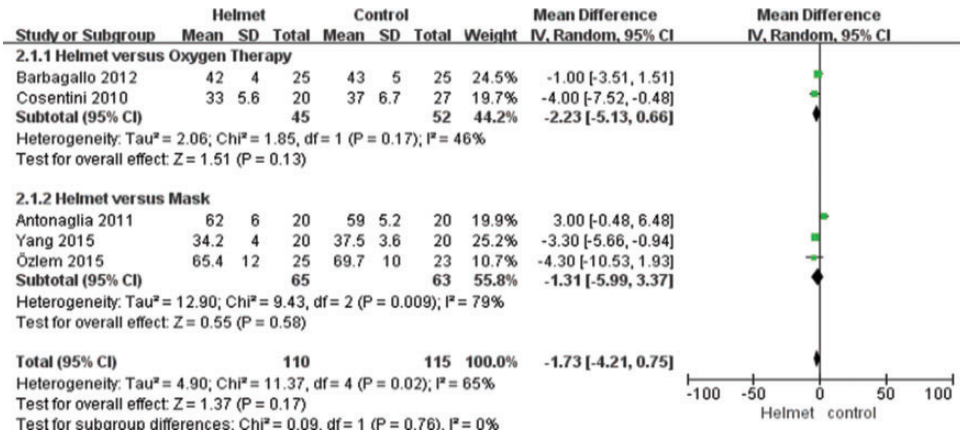 Helmet Control Mean Difference Mean Difference
Study or Subgroup Mean SD Total Mean SD Total Weight IV, Random, 95% CI IV, Random, 95% CI
2.1.1 Helmet versus Oxygen Therapy
Barbagallo 2012 42 4 25 43 5 25 24.5% -1.00 [-3.51, 1.51]
Cosentini 2010 33 5.6 20 37 6.7 27 19.7% -4.00 [-7.52, -0.48]
Subtotal (95% CI) 45 52 44.2% -2.23 [-5.13, 0.66]
Heterogeneity: Tau² = 2.06; Chi² = 1.85, df = 1 (P = 0.17); I² = 46%
Test for overall effect: Z = 1.51 (P = 0.13)
2.1.2 Helmet versus Mask
Antonaglia 2011 62 6 20 59 5.2 20 19.9% 3.00 [-0.48, 6.48]
Yang 2015 34.2 4 20 37.5 3.6 20 25.2% -3.30 [-5.66, -0.94]
Özlem 2015 65.4 12 25 69.7 10 23 10.7% -4.30 [-10.53, 1.93]
Subtotal (95% CI) 65 63 55.8% -1.31 [-5.99, 3.37]
Heterogeneity: Tau² = 12.90; Chi² = 9.43, df = 2 (P = 0.009); I² = 79%
Test for overall effect: Z = 0.55 (P = 0.58)
Total (95% CI) 110 115 100.0% -1.73 [-4.21, 0.75]
Heterogeneity: Tau² = 4.90; Chi² = 11.37, df = 4 (P = 0.02); I² = 65%
Test for overall effect: Z = 1.37 (P = 0.17)
Test for subgroup differences: Chi² = 0.09, df = 1 (P = 0.76), I² = 0%
-100 -50 0 50 100
Helmet control